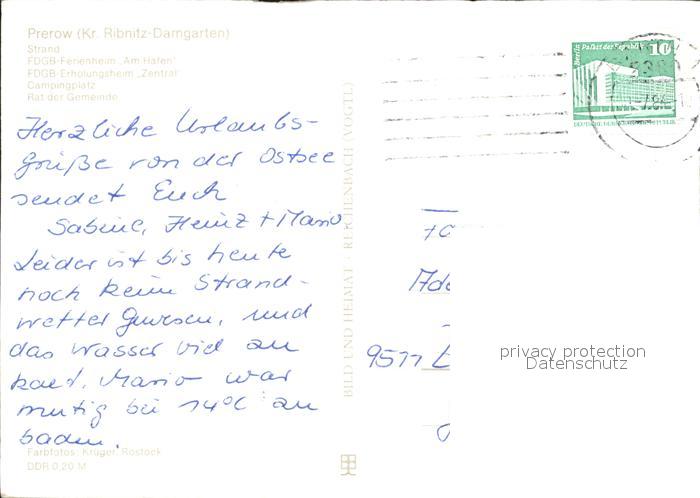 Prerow (Kr. Ribnitz-Damgarten)
Strand
FDGB-Ferienheim „Am Hafen"
FDGB-Erholungsheim „Zentral"
Campingplatz
Rat der Gemeinde
Herzliche Urlaubs-
Grüße von der Ostsee
sendet Euch
Sabine, Heinz + Mario
Leider ist bis heute
noch keine Strand-
wetter gewesen, und
das Wasser viel zu
kalt. Mario war
mutig bei 14°C zu
baden.
Farbfotos: Krüger, Rostock
DDR 0,20 M
BILD UND HEIMAT · REICHENBACH (VOGTL)
Berlin Palast der Republik
10
9511
privacy protection
Datenschutz